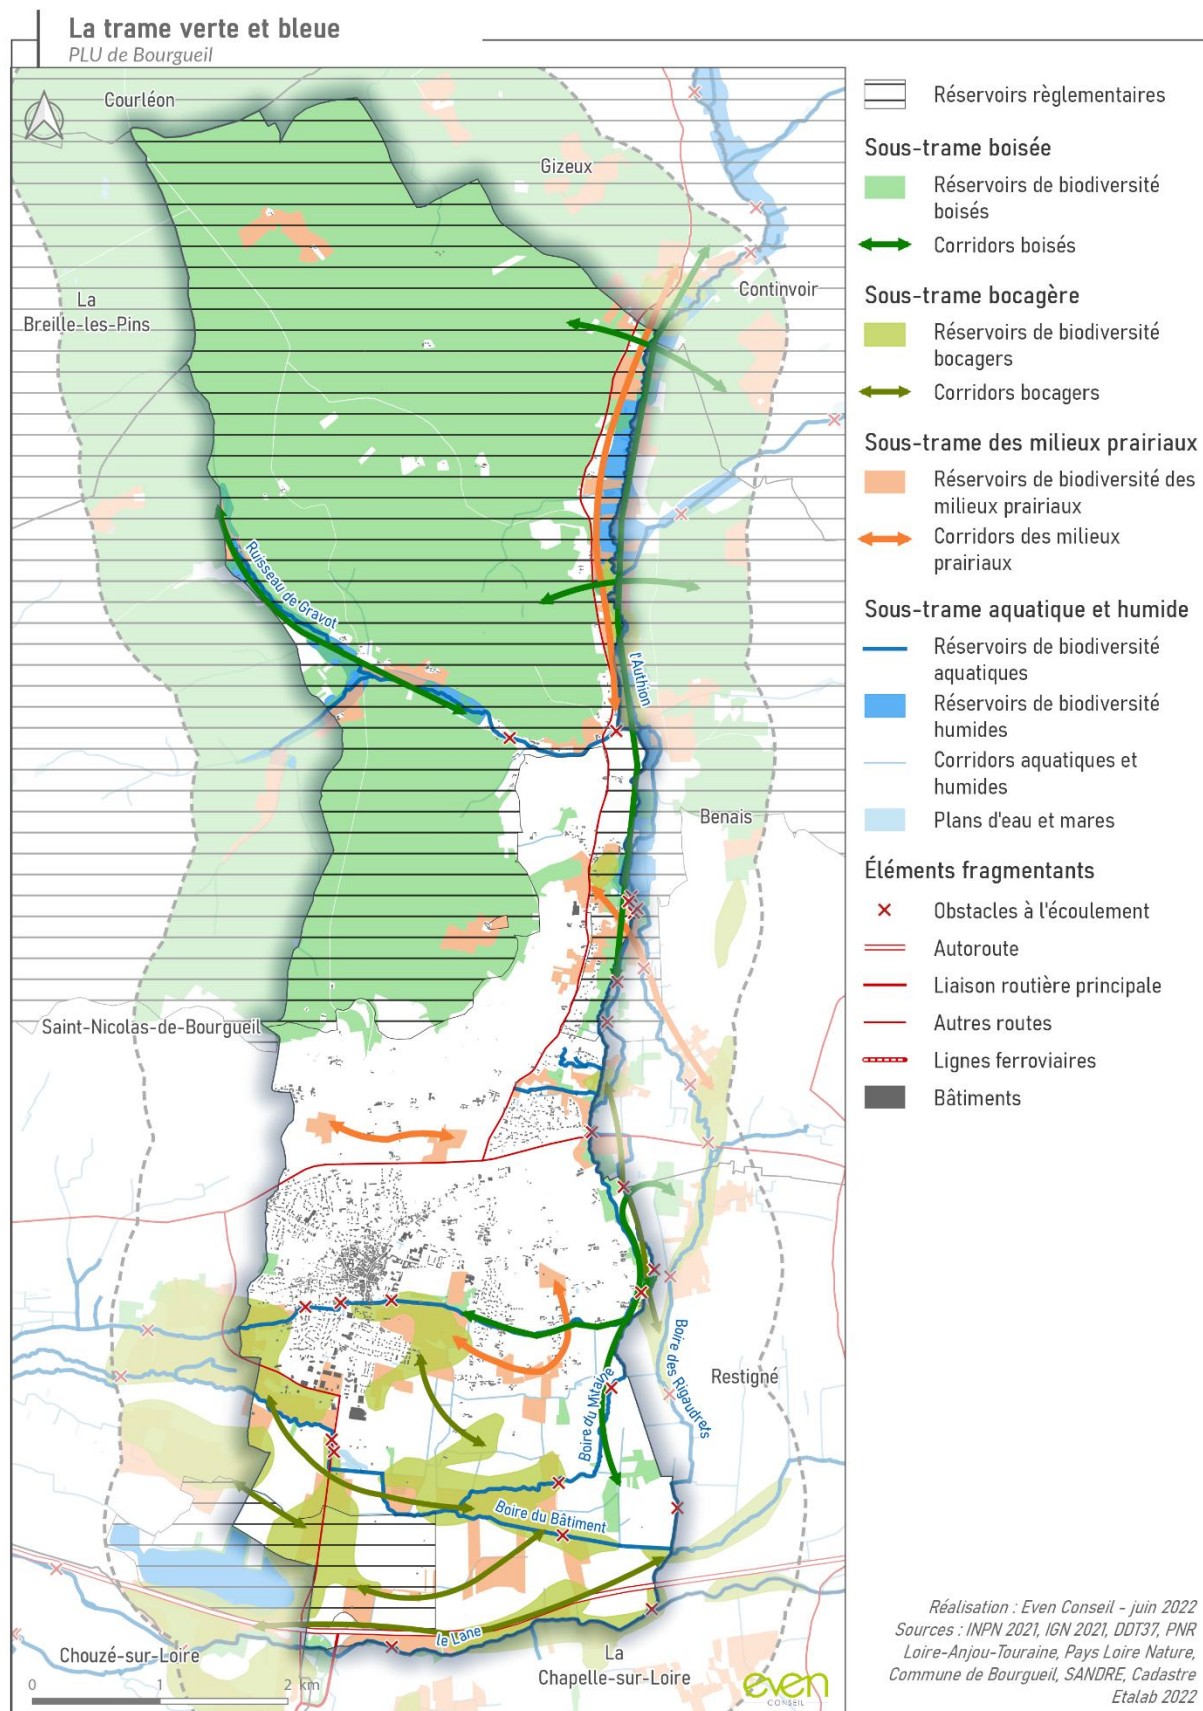 La trame verte et bleue
PLU de Bourgueil
Courléon
Gizeux
La
Breille-les-Pins
Continvoir
Ruisseau de Gravot
l'Authion
Benais
Saint-Nicolas-de-Bourgueil
Boire des Rigaudrets
Restigné
Boire du Mitaire
Boire du Bâtiment
le Lane
Chouzé-sur-Loire
La
Chapelle-sur-Loire
0 1 2 km
even
CONSEIL
Réservoirs règlementaires
Sous-trame boisée
Réservoirs de biodiversité
boisés
Corridors boisés
Sous-trame bocagère
Réservoirs de biodiversité
bocagers
Corridors bocagers
Sous-trame des milieux prairiaux
Réservoirs de biodiversité des
milieux prairiaux
Corridors des milieux
prairiaux
Sous-trame aquatique et humide
Réservoirs de biodiversité
aquatiques
Réservoirs de biodiversité
humides
Corridors aquatiques et
humides
Plans d'eau et mares
Éléments fragmentants
Obstacles à l'écoulement
Autoroute
Liaison routière principale
Autres routes
Lignes ferroviaires
Bâtiments
Réalisation : Even Conseil - juin 2022
Sources : INPN 2021, IGN 2021, DDT37, PNR
Loire-Anjou-Touraine, Pays Loire Nature,
Commune de Bourgueil, SANDRE, Cadastre
Etalab 2022